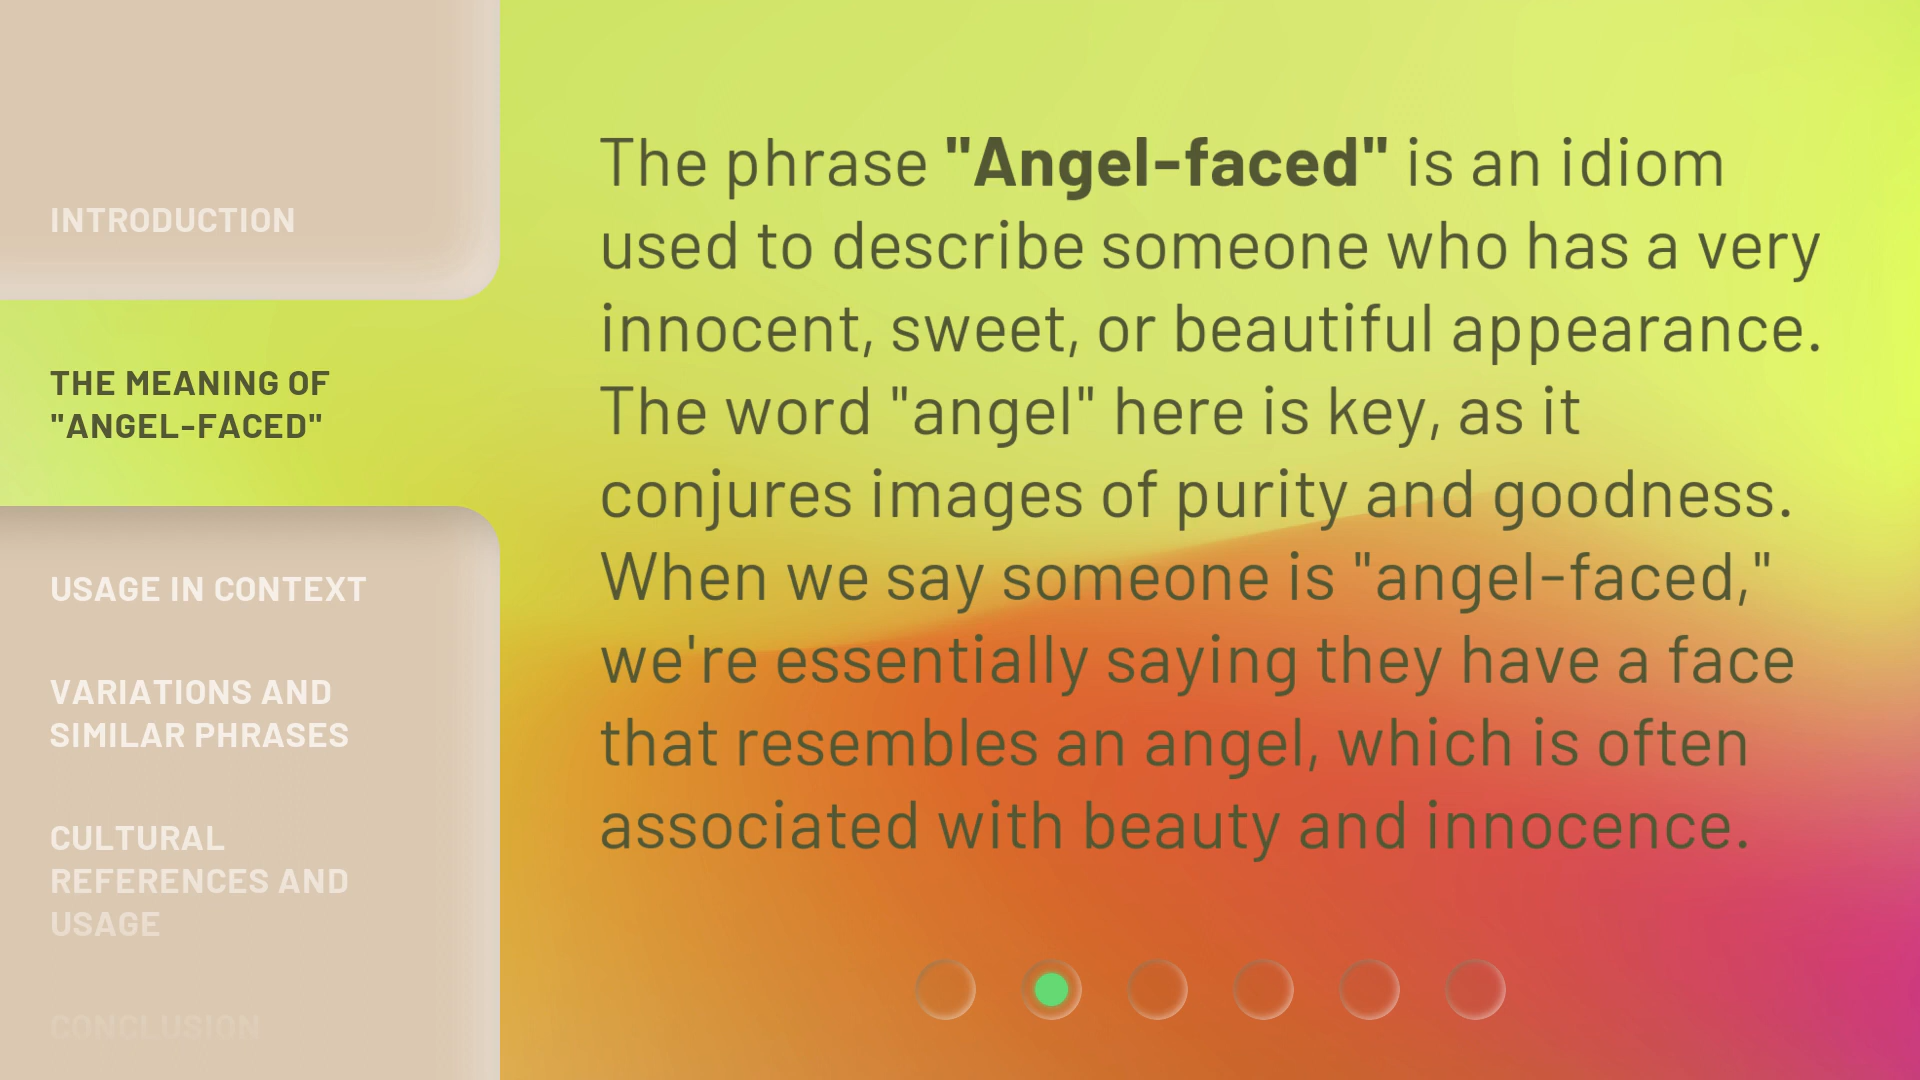 INTRODUCTION
THE MEANING OF
"ANGEL-FACED"
USAGE IN CONTEXT
VARIATIONS AND
SIMILAR PHRASES
CULTURAL
REFERENCES AND
USAGE
CONCLUSION
The phrase "Angel-faced" is an idiom
used to describe someone who has a very
innocent, sweet, or beautiful appearance.
The word "angel" here is key, as it
conjures images of purity and goodness.
When we say someone is "angel-faced,"
we're essentially saying they have a face
that resembles an angel, which is often
associated with beauty and innocence.